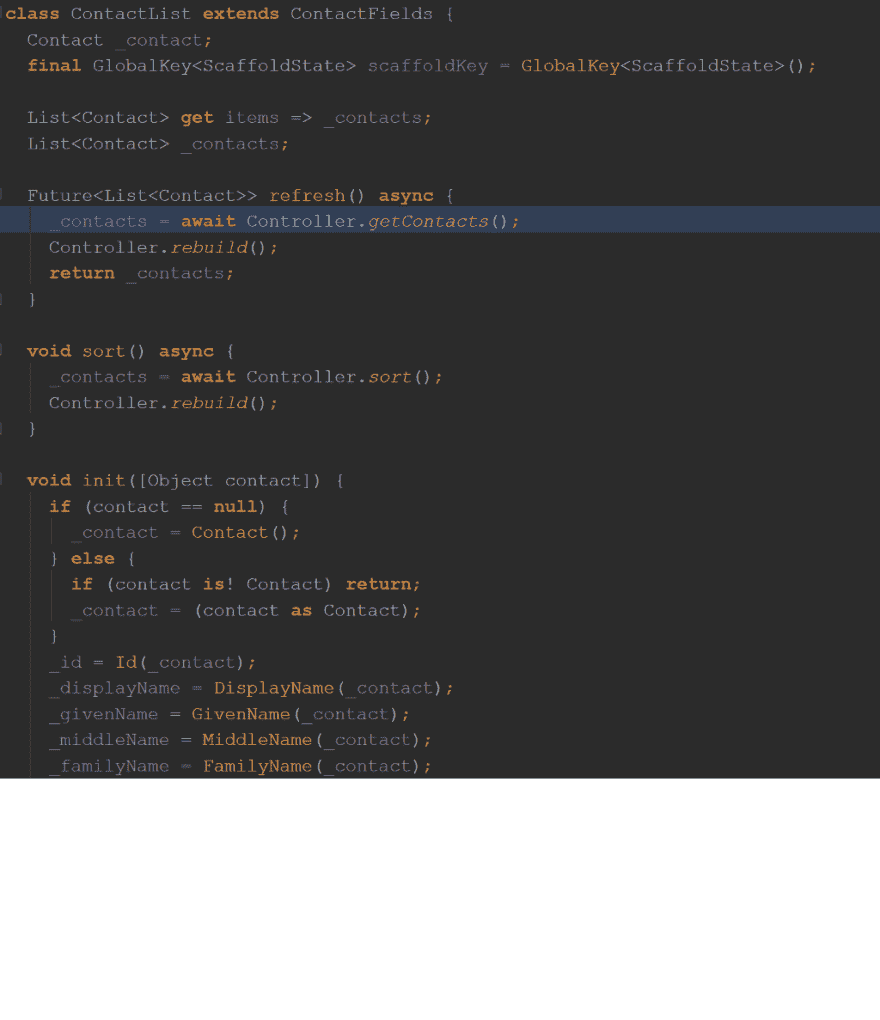 class ContactList extends ContactFields {
Contact _contact;
final GlobalKey<ScaffoldState> scaffoldKey = GlobalKey<ScaffoldState>();
List<Contact> get items => _contacts;
List<Contact> _contacts;
Future<List<Contact>> refresh() async {
_contacts = await Controller.getContacts();
Controller.rebuild();
return _contacts;
}
void sort() async {
_contacts = await Controller.sort();
Controller.rebuild();
}
void init([Object contact]) {
if (contact == null) {
_contact = Contact();
} else {
if (contact is! Contact) return;
_contact = (contact as Contact);
}
_id = Id(_contact);
_displayName = DisplayName(_contact);
_givenName = GivenName(_contact);
_middleName = MiddleName(_contact);
_familyName = FamilyName(_contact);